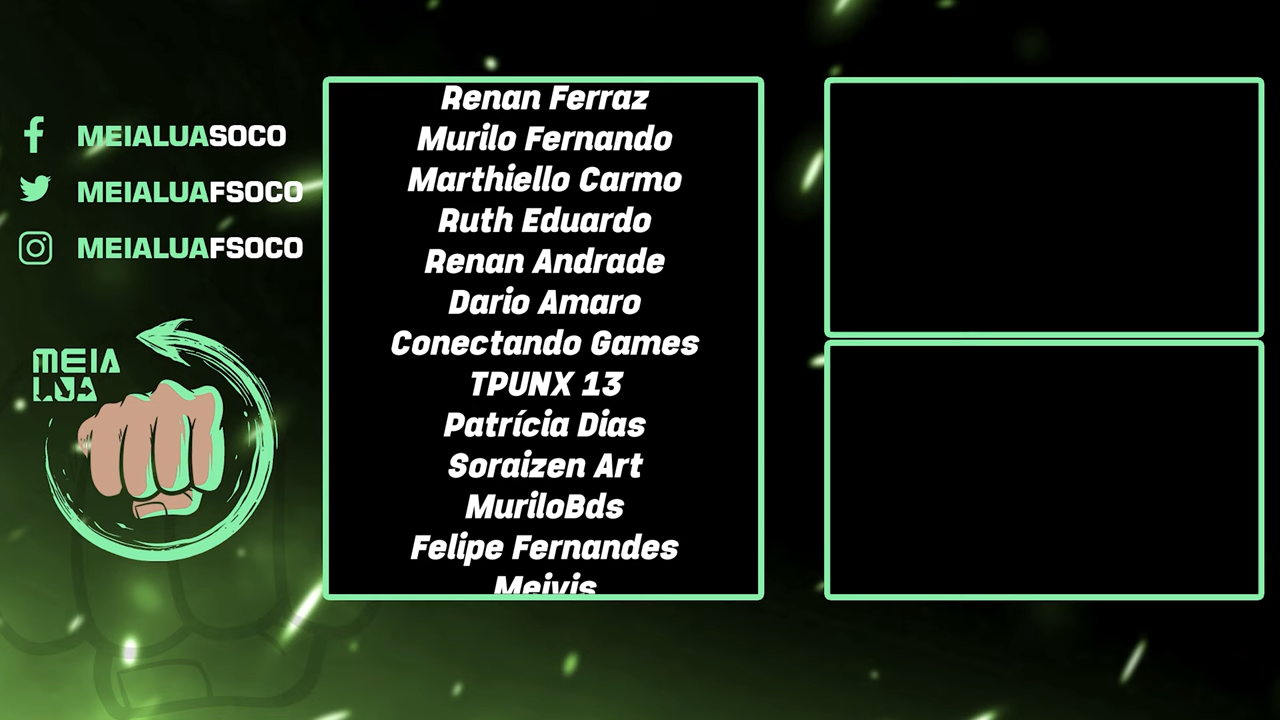 MEIALUASOCO
MEIALUAFSOCO
MEIALUAFSOCO
MEIA
LUA
Renan Ferraz
Murilo Fernando
Marthiello Carmo
Ruth Eduardo
Renan Andrade
Dario Amaro
Conectando Games
TPUNX 13
Patrícia Dias
Soraizen Art
MuriloBds
Felipe Fernandes
Meivis